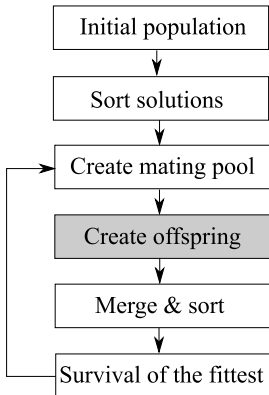 Initial population
Sort solutions
Create mating pool
Create offspring
Merge & sort
Survival of the fittest